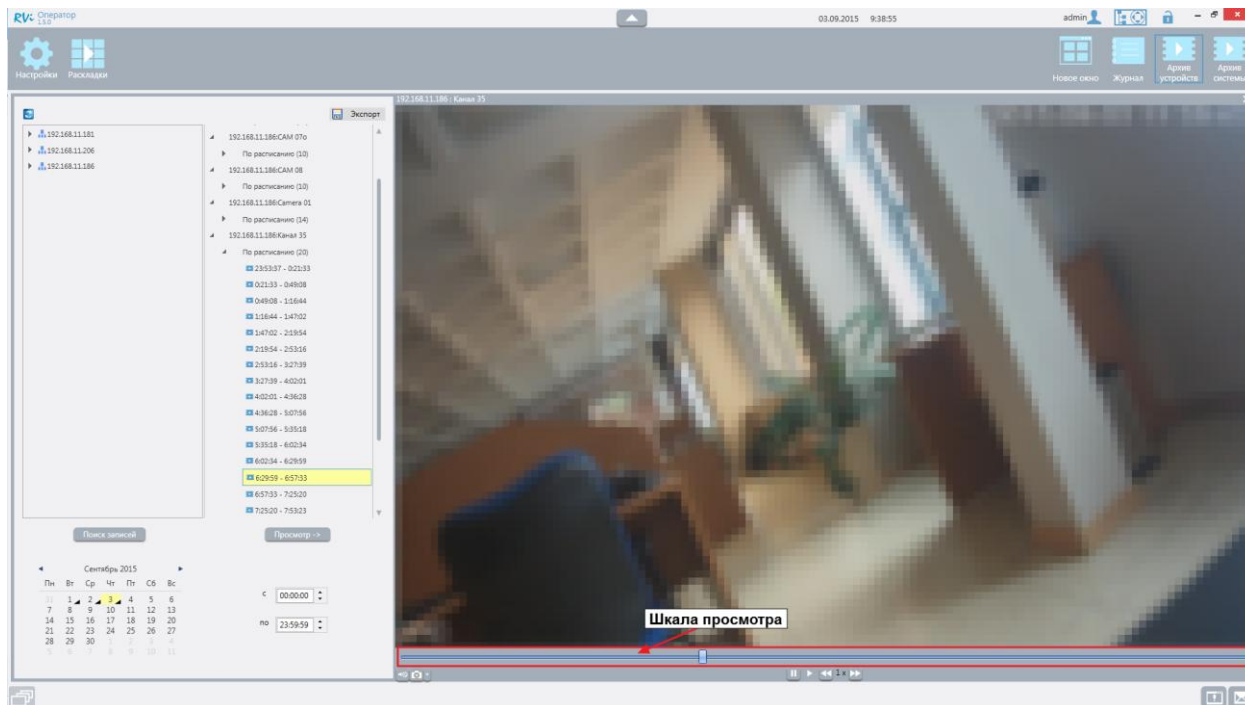 RVi Оператор
1.5.0
03.09.2015 9:38:55
admin
Настройки Раскладки
Новое окно Журнал Архив устройств Архив системы
192.168.11.186 : Канал 35
Экспорт
192.168.11.181
192.168.11.206
192.168.11.186
192.168.11.186:CAM 07o
По расписанию (10)
192.168.11.186:CAM 08
По расписанию (10)
192.168.11.186:Camera 01
По расписанию (14)
192.168.11.186:Канал 35
По расписанию (20)
23:53:37 - 0:21:33
0:21:33 - 0:49:08
0:49:08 - 1:16:44
1:16:44 - 1:47:02
1:47:02 - 2:19:54
2:19:54 - 2:53:16
2:53:16 - 3:27:39
3:27:39 - 4:02:01
4:02:01 - 4:36:28
4:36:28 - 5:07:56
5:07:56 - 5:35:18
5:35:18 - 6:02:34
6:02:34 - 6:29:59
6:29:59 - 6:57:33
6:57:33 - 7:25:20
7:25:20 - 7:53:23
Поиск записей
Просмотр ->
Сентябрь 2015
Пн Вт Ср Чт Пт Сб Вс
31 1 2 3 4 5 6
7 8 9 10 11 12 13
14 15 16 17 18 19 20
21 22 23 24 25 26 27
28 29 30 1 2 3 4
5 6 7 8 9 10 11
с 00:00:00
по 23:59:59
Шкала просмотра
1 x